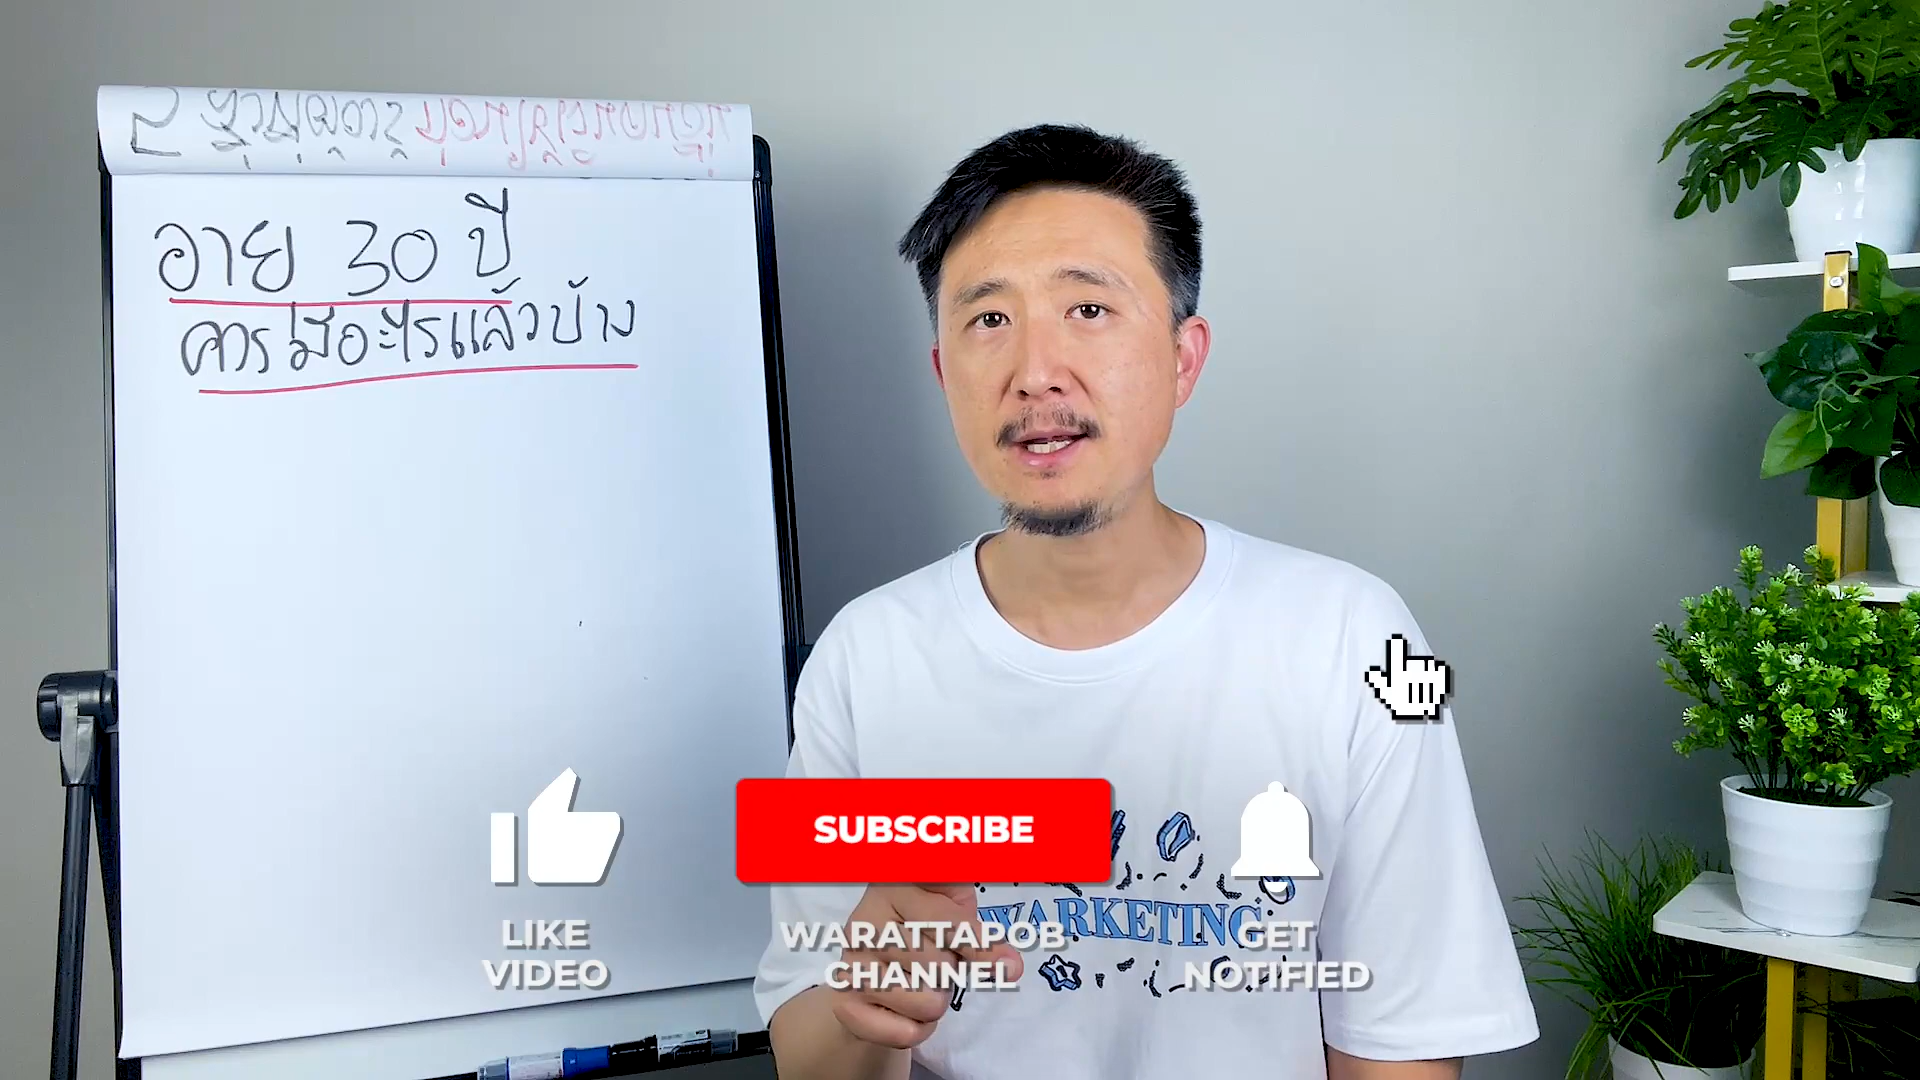 อาย 30 ปี
ควรมีอะไรแล้วบ้าง
SUBSCRIBE
WARKETING
LIKE
VIDEO
WARATTAPOB
CHANNEL
GET
NOTIFIED